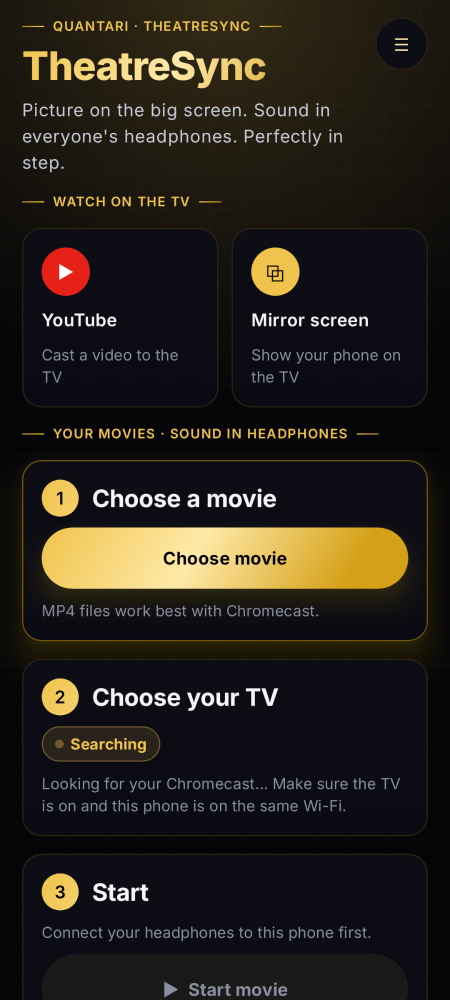 QUANTARI · THEATRESYNC
TheatreSync
Picture on the big screen. Sound in
everyone's headphones. Perfectly in
step.
WATCH ON THE TV
YouTube
Cast a video to the
TV
Mirror screen
Show your phone on
the TV
YOUR MOVIES · SOUND IN HEADPHONES
1 Choose a movie
Choose movie
MP4 files work best with Chromecast.
2 Choose your TV
Searching
Looking for your Chromecast... Make sure the TV
is on and this phone is on the same Wi-Fi.
3 Start
Connect your headphones to this phone first.
Start movie